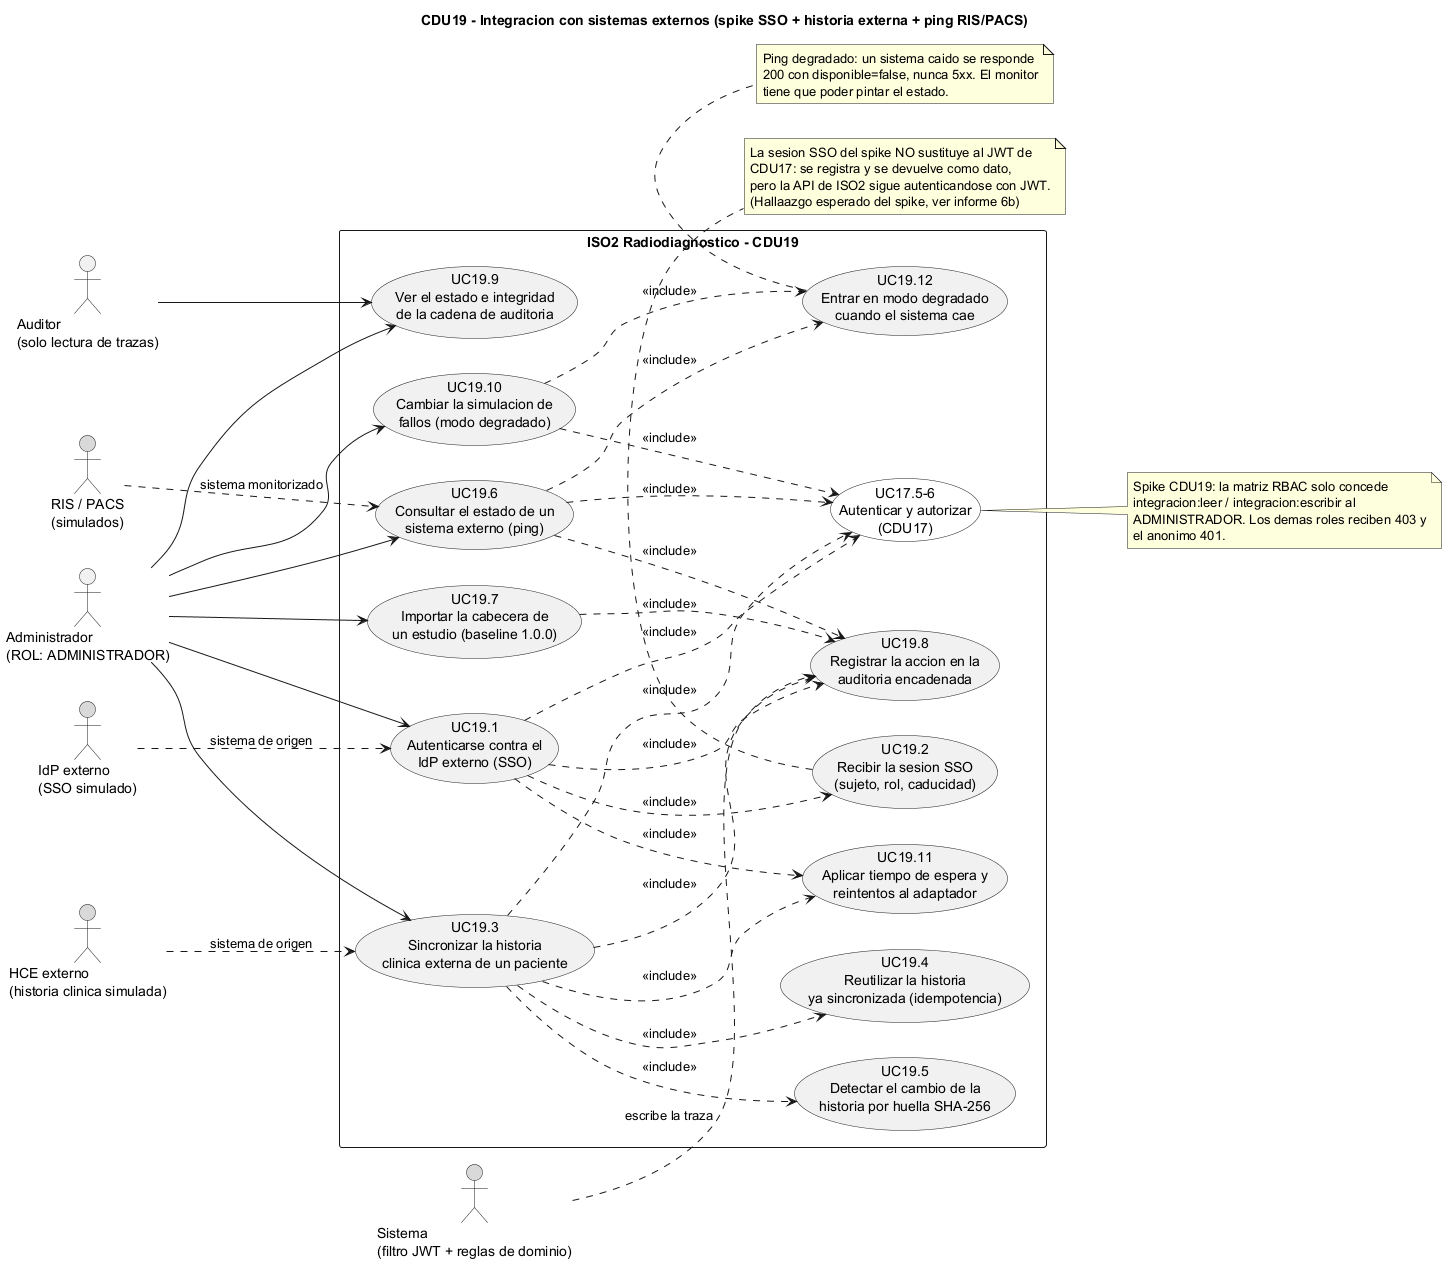 CDU19 - Integracion con sistemas externos (spike SSO + historia externa + ping RIS/PACS)
Ping degradado: un sistema caido se responde
200 con disponible=false, nunca 5xx. El monitor
tiene que poder pintar el estado.
La sesion SSO del spike NO sustituye al JWT de
CDU17: se registra y se devuelve como dato,
pero la API de ISO2 sigue autenticandose con JWT.
(Hallaazgo esperado del spike, ver informe 6b)
ISO2 Radiodiagnostico - CDU19
Auditor
(solo lectura de trazas)
UC19.9
Ver el estado e integridad
de la cadena de auditoria
«include»
UC19.12
Entrar en modo degradado
cuando el sistema cae
«include»
UC19.10
Cambiar la simulacion de
fallos (modo degradado)
«include»
RIS / PACS
(simulados)
sistema monitorizado
UC19.6
Consultar el estado de un
sistema externo (ping)
«include»
UC17.5-6
Autenticar y autorizar
(CDU17)
Spike CDU19: la matriz RBAC solo concede
integracion:leer / integracion:escribir al
ADMINISTRADOR. Los demas roles reciben 403 y
el anonimo 401.
«include»
Administrador
(ROL: ADMINISTRADOR)
UC19.7
Importar la cabecera de
un estudio (baseline 1.0.0)
«include»
«include»
UC19.8
Registrar la accion en la
auditoria encadenada
«include»
IdP externo
(SSO simulado)
sistema de origen
UC19.1
Autenticarse contra el
IdP externo (SSO)
«include»
UC19.2
Recibir la sesion SSO
(sujeto, rol, caducidad)
«include»
«include»
UC19.11
Aplicar tiempo de espera y
reintentos al adaptador
«include»
HCE externo
(historia clinica simulada)
sistema de origen
UC19.3
Sincronizar la historia
clinica externa de un paciente
«include»
UC19.4
Reutilizar la historia
ya sincronizada (idempotencia)
«include»
«include»
UC19.5
Detectar el cambio de la
historia por huella SHA-256
escribe la traza
Sistema
(filtro JWT + reglas de dominio)